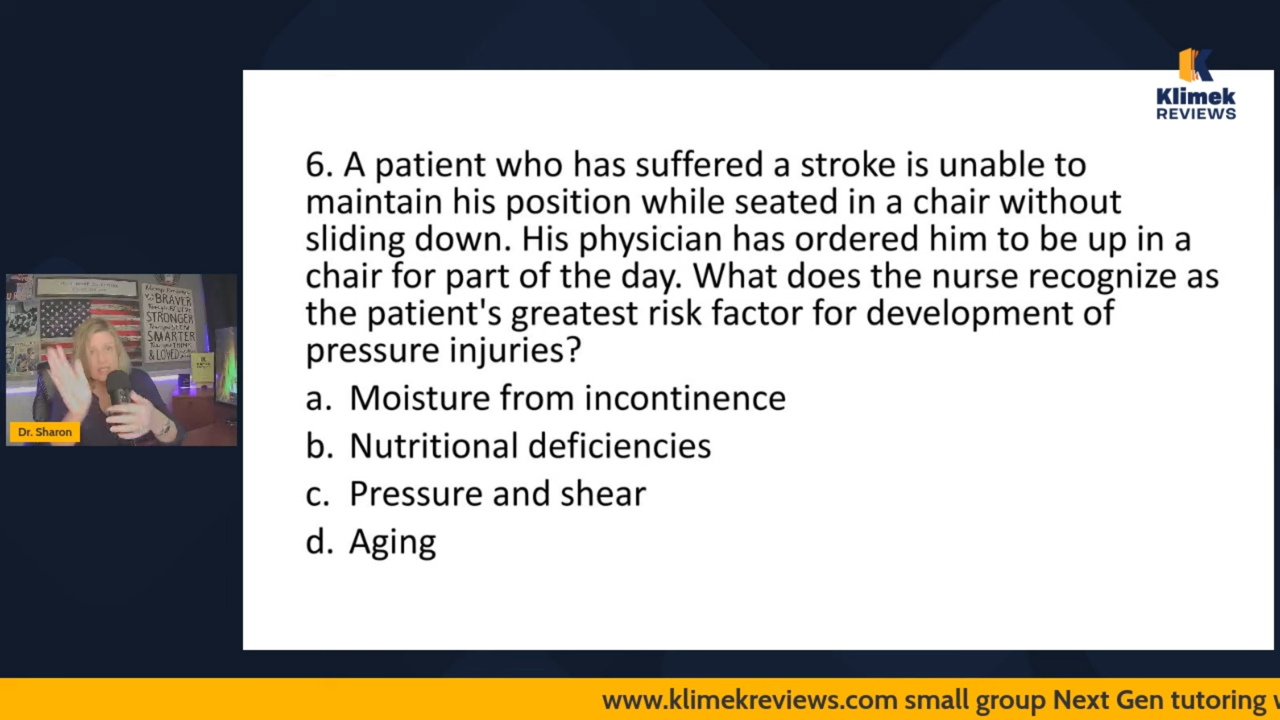 Klimek
REVIEWS
6. A patient who has suffered a stroke is unable to
maintain his position while seated in a chair without
sliding down. His physician has ordered him to be up in a
chair for part of the day. What does the nurse recognize as
the patient's greatest risk factor for development of
pressure injuries?
a. Moisture from incontinence
b. Nutritional deficiencies
c. Pressure and shear
d. Aging
BRAVER
STRONGER
SMARTER
& LOVED
Dr. Sharon
www.klimekreviews.com small group Next Gen tutoring